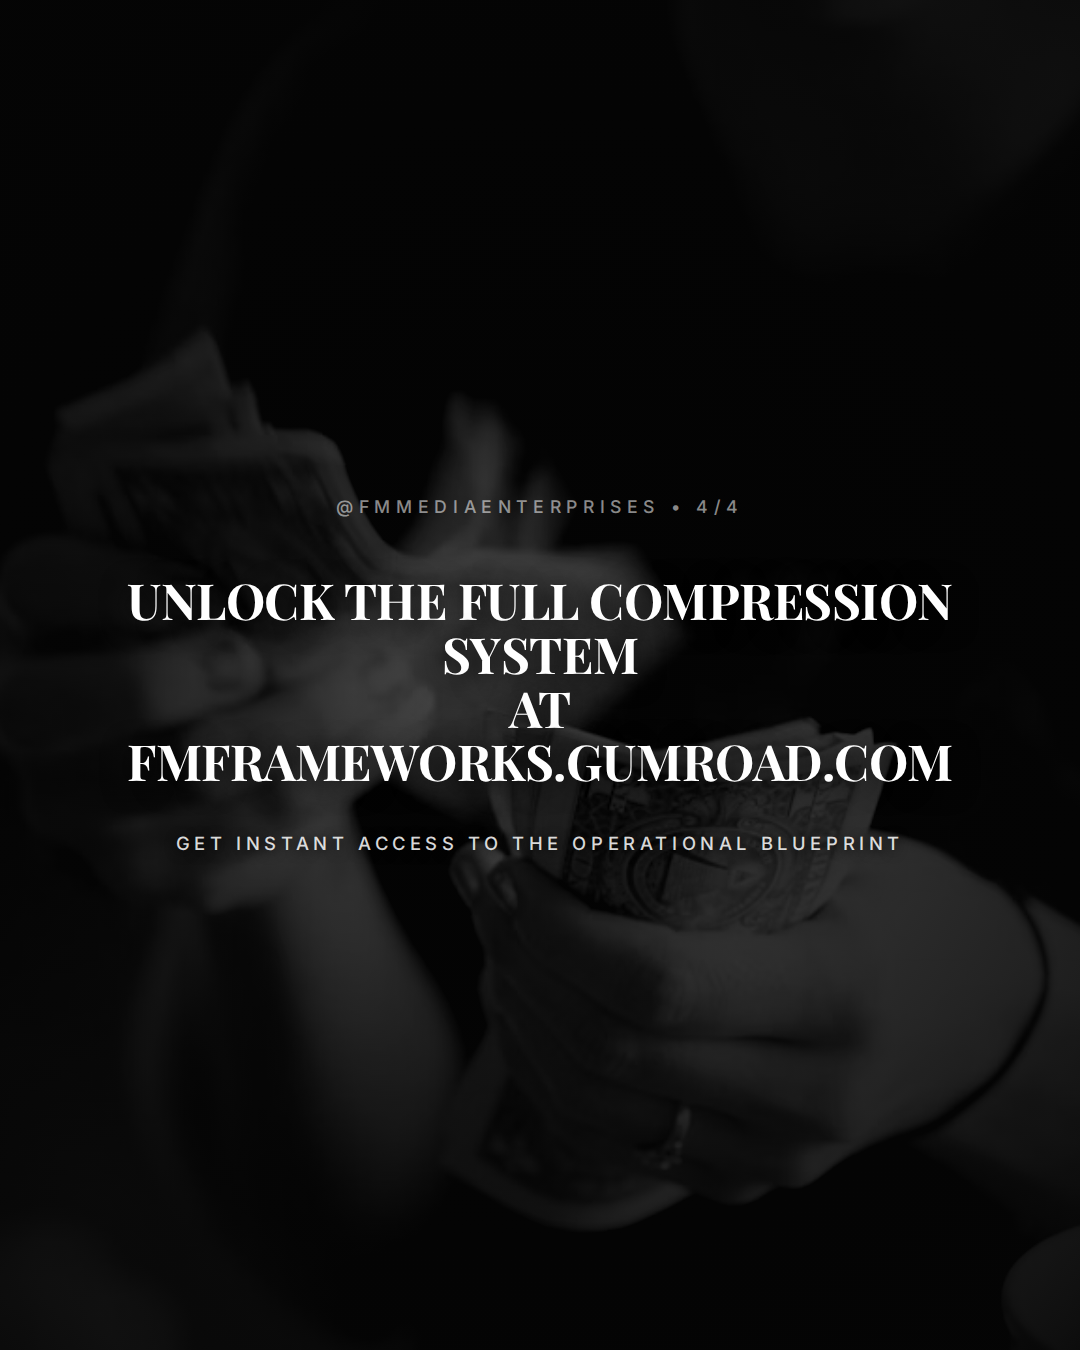 @FMMEDIAENTERPRISES • 4/4
UNLOCK THE FULL COMPRESSION
SYSTEM
AT
FMFRAMEWORKS.GUMROAD.COM
GET INSTANT ACCESS TO THE OPERATIONAL BLUEPRINT